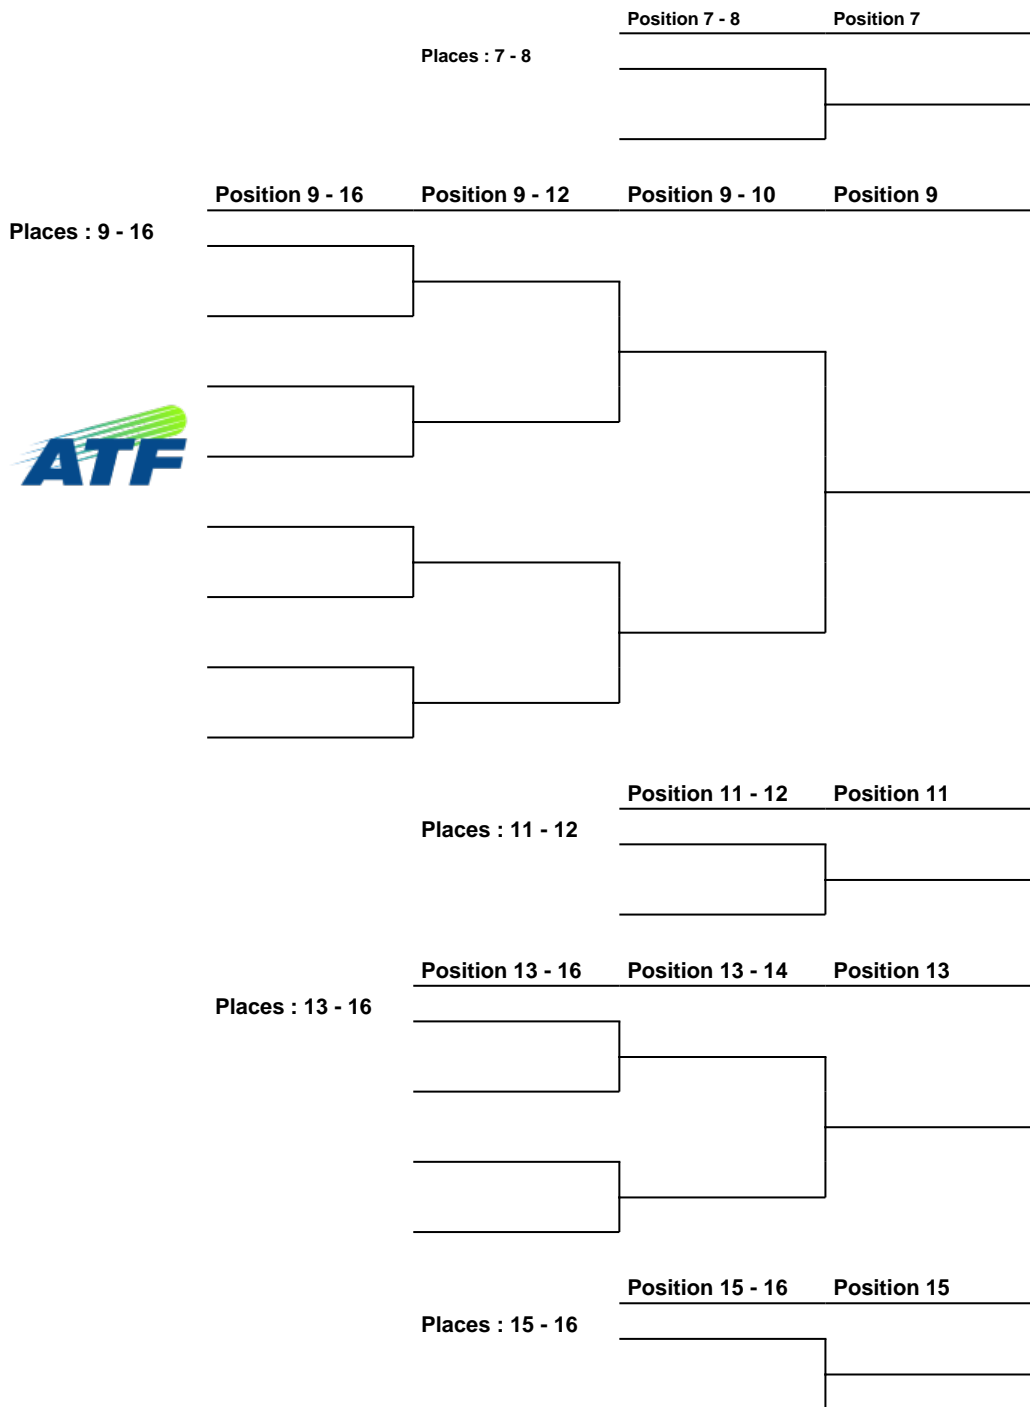 Position 7 - 8 Position 7
Places : 7 - 8
Position 9 - 16 Position 9 - 12 Position 9 - 10 Position 9
Places : 9 - 16
ATF
Position 11 - 12 Position 11
Places : 11 - 12
Position 13 - 16 Position 13 - 14 Position 13
Places : 13 - 16
Position 15 - 16 Position 15
Places : 15 - 16